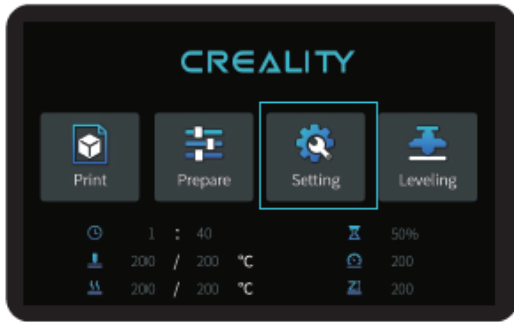 CREALITY
Print Prepare Setting Leveling
1 : 40 50%
200 / 200 °C 200
200 / 200 °C Z 200